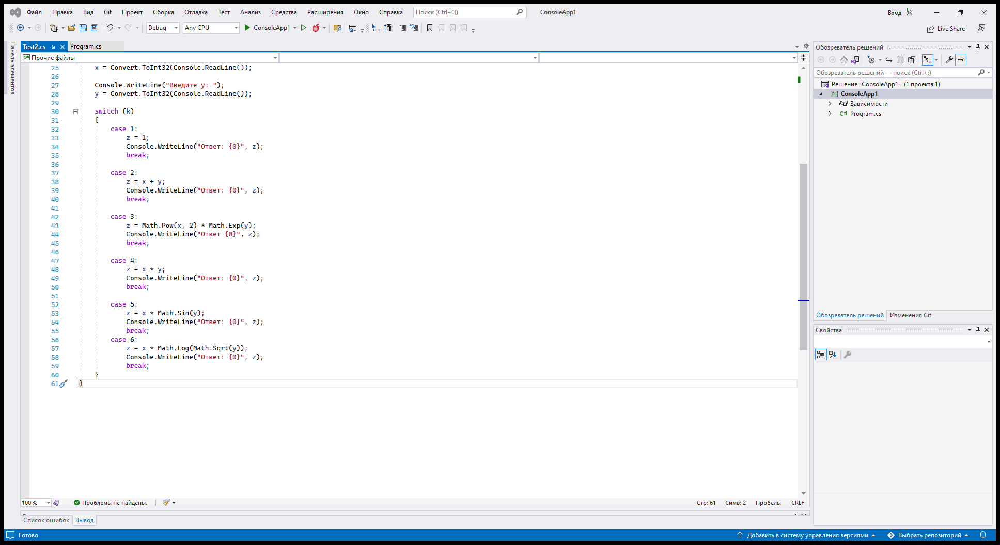 Файл Правка Вид Git Проект Сборка Отладка Тест Анализ Средства Расширения Окно Справка Поиск (Ctrl+Q) ConsoleApp1 Вход
Debug Any CPU ConsoleApp1 Live Share
Панель элементов
Test2.cs Program.cs
C# Прочие файлы
25 x = Convert.ToInt32(Console.ReadLine());
26
27 Console.WriteLine("Введите y: ");
28 y = Convert.ToInt32(Console.ReadLine());
29
30 switch (k)
31 {
32 case 1:
33 z = 1;
34 Console.WriteLine("Ответ: {0}", z);
35 break;
36
37 case 2:
38 z = x + y;
39 Console.WriteLine("Ответ: {0}", z);
40 break;
41
42 case 3:
43 z = Math.Pow(x, 2) * Math.Exp(y);
44 Console.WriteLine("Ответ {0}", z);
45 break;
46
47 case 4:
48 z = x * y;
49 Console.WriteLine("Ответ: {0}", z);
50 break;
51
52 case 5:
53 z = x * Math.Sin(y);
54 Console.WriteLine("Ответ: {0}", z);
55 break;
56 case 6:
57 z = x * Math.Log(Math.Sqrt(y));
58 Console.WriteLine("Ответ: {0}", z);
59 break;
60 }
61 }
100 % Проблемы не найдены. Стр: 61 Симв: 2 Пробелы CRLF
Список ошибок Вывод
Обозреватель решений
Обозреватель решений — поиск (Ctrl+;)
Решение "ConsoleApp1" (1 проекта 1)
C# ConsoleApp1
Зависимости
C# Program.cs
Обозреватель решений Изменения Git
Свойства
Готово Добавить в систему управления версиями Выбрать репозиторий